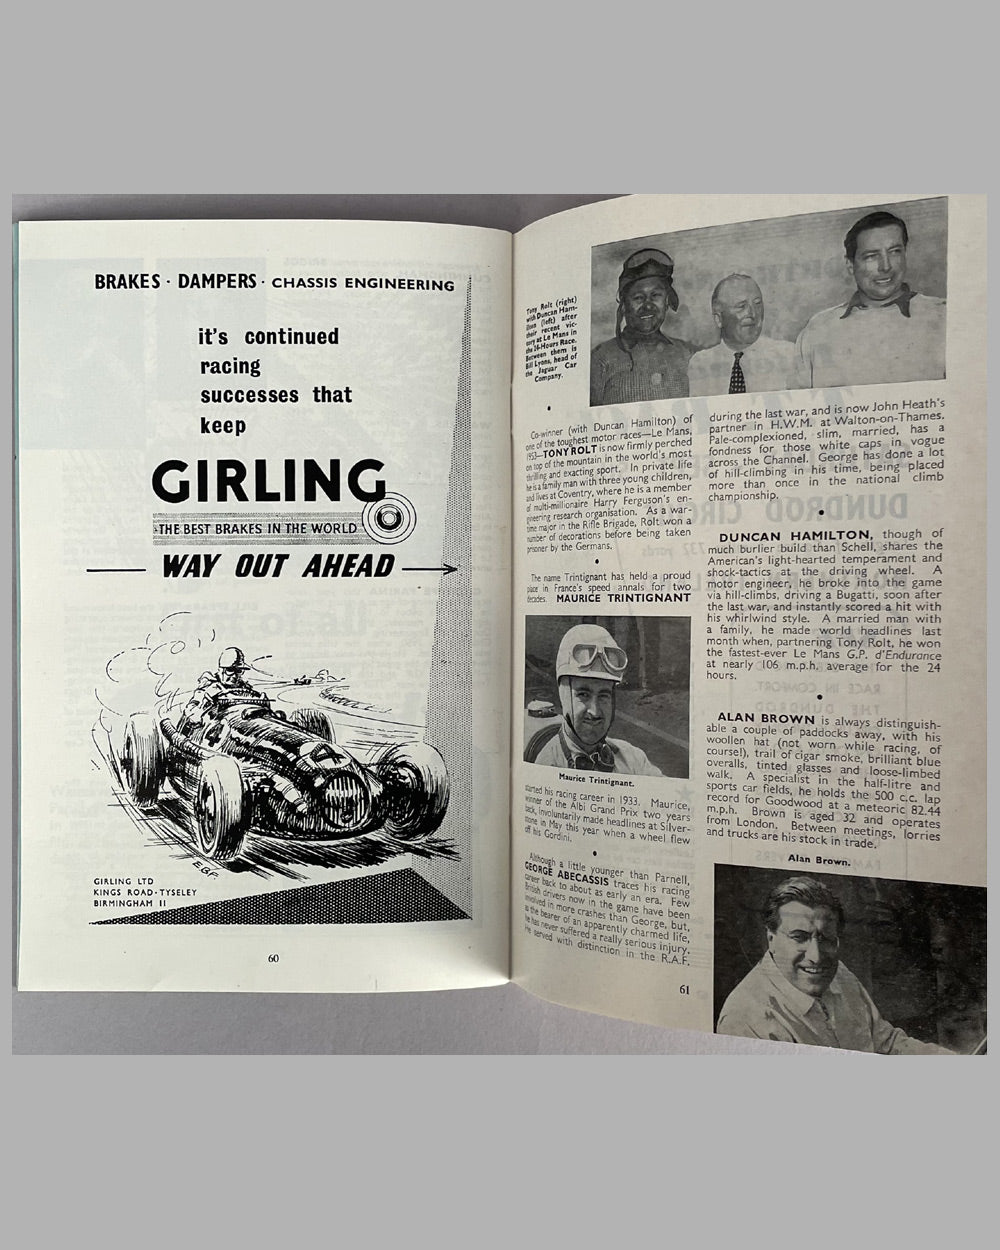 BRAKES · DAMPERS · CHASSIS ENGINEERING
it's continued
racing
successes that
keep
GIRLING
·THE BEST BRAKES IN THE WORLD
WAY OUT AHEAD
4
E.B.P.
GIRLING LTD
KINGS ROAD · TYSELEY
BIRMINGHAM 11
60
Tony Rolt (right)
with Duncan Ham-
ilton (left) after
their recent vic-
tory at Le Mans in
the 24-Hours Race.
Between them is
Bill Lyons, head of
the Jaguar Car
Company.
Co-winner (with Duncan Hamilton) of
one of the toughest motor races—Le Mans,
1953—TONY ROLT is now firmly perched
on top of the mountain in the world's most
thrilling and exacting sport. In private life
he is a family man with three young children,
and lives at Coventry, where he is a member
of multi-millionaire Harry Ferguson's en-
gineering research organisation. As a war-
time major in the Rifle Brigade, Rolt won a
number of decorations before being taken
prisoner by the Germans.
The name Trintignant has held a proud
place in France's speed annals for two
decades. MAURICE TRINTIGNANT
Maurice Trintignant.
started his racing career in 1933. Maurice,
winner of the Albi Grand Prix two years
back, involuntarily made headlines at Silver-
stone in May this year when a wheel flew
off his Gordini.
Although a little younger than Parnell,
GEORGE ABECASSIS traces his racing
career back to about as early an era. Few
British drivers now in the game have been
involved in more crashes than George, but,
as the bearer of an apparently charmed life,
he has never suffered a really serious injury.
He served with distinction in the R.A.F.
61
during the last war, and is now John Heath's
partner in H.W.M. at Walton-on-Thames.
Pale-complexioned, slim, married, has a
fondness for those white caps in vogue
across the Channel. George has done a lot
of hill-climbing in his time, being placed
more than once in the national climb
championship.
DUNCAN HAMILTON, though of
much burlier build than Schell, shares the
American's light-hearted temperament and
shock-tactics at the driving wheel. A
motor engineer, he broke into the game
via hill-climbs, driving a Bugatti, soon after
the last war, and instantly scored a hit with
his whirlwind style. A married man with
a family, he made world headlines last
month when, partnering Tony Rolt, he won
the fastest-ever Le Mans G.P. d'Endurance
at nearly 106 m.p.h. average for the 24
hours.
ALAN BROWN is always distinguish-
able a couple of paddocks away, with his
woollen hat (not worn while racing, of
course!), trail of cigar smoke, brilliant blue
overalls, tinted glasses and loose-limbed
walk. A specialist in the half-litre and
sports car fields, he holds the 500 c.c. lap
record for Goodwood at a meteoric 82.44
m.p.h. Brown is aged 32 and operates
from London. Between meetings, lorries
and trucks are his stock in trade.
Alan Brown.